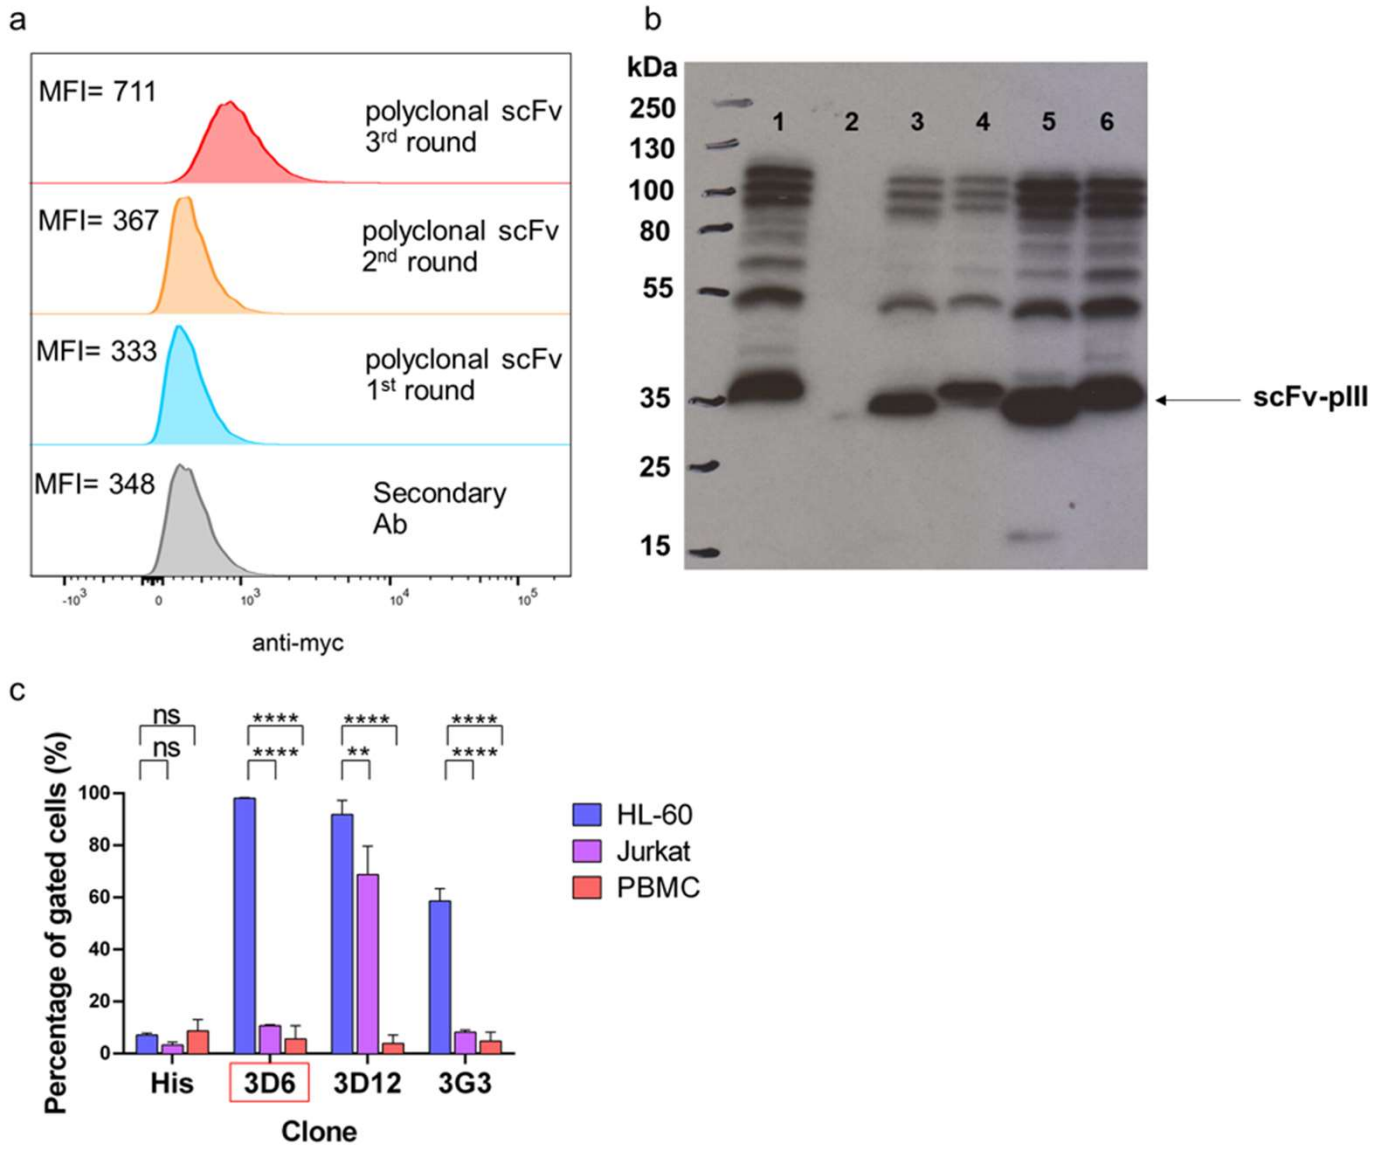 a
MFI= 711
polyclonal scFv
3rd round
MFI= 367
polyclonal scFv
2nd round
MFI= 333
polyclonal scFv
1st round
MFI= 348
Secondary
Ab
-10³ 0 10³ 10⁴ 10⁵
anti-myc
b
kDa
250
130
100
80
55
35
25
15
1 2 3 4 5 6
scFv-pIII
c
ns **** **** ****
ns **** ** ****
Percentage of gated cells (%)
100
80
60
40
20
0
His 3D6 3D12 3G3
Clone
HL-60
Jurkat
PBMC